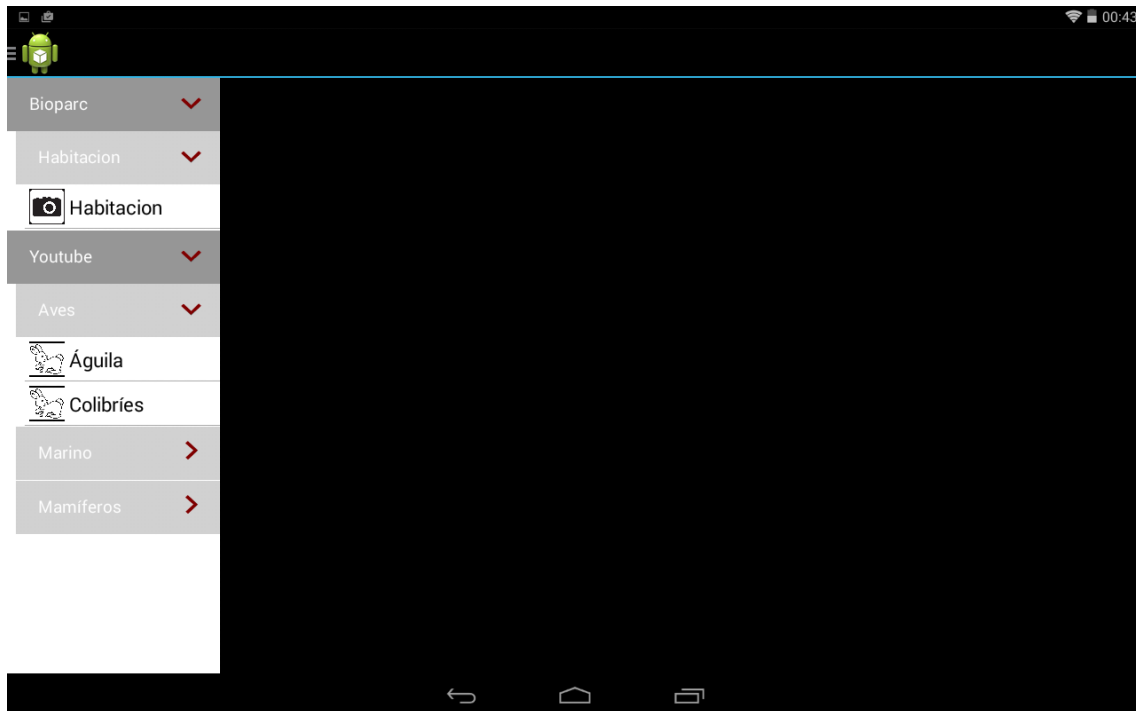 00:43
Bioparc
Habitacion
Habitacion
Youtube
Aves
Águila
Colibríes
Marino
Mamíferos